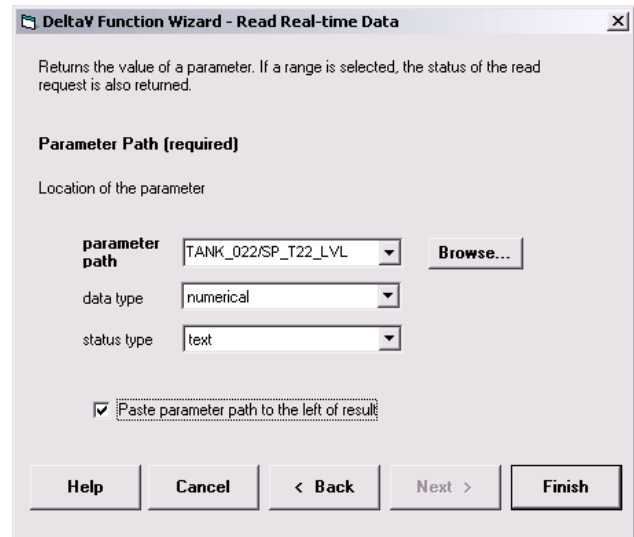 DeltaV Function Wizard - Read Real-time Data
Returns the value of a parameter. If a range is selected, the status of the read
request is also returned.
Parameter Path (required)
Location of the parameter
parameter
path
TANK_022/SP_T22_LVL
Browse...
data type
numerical
status type
text
Paste parameter path to the left of result
Help
Cancel
< Back
Next >
Finish